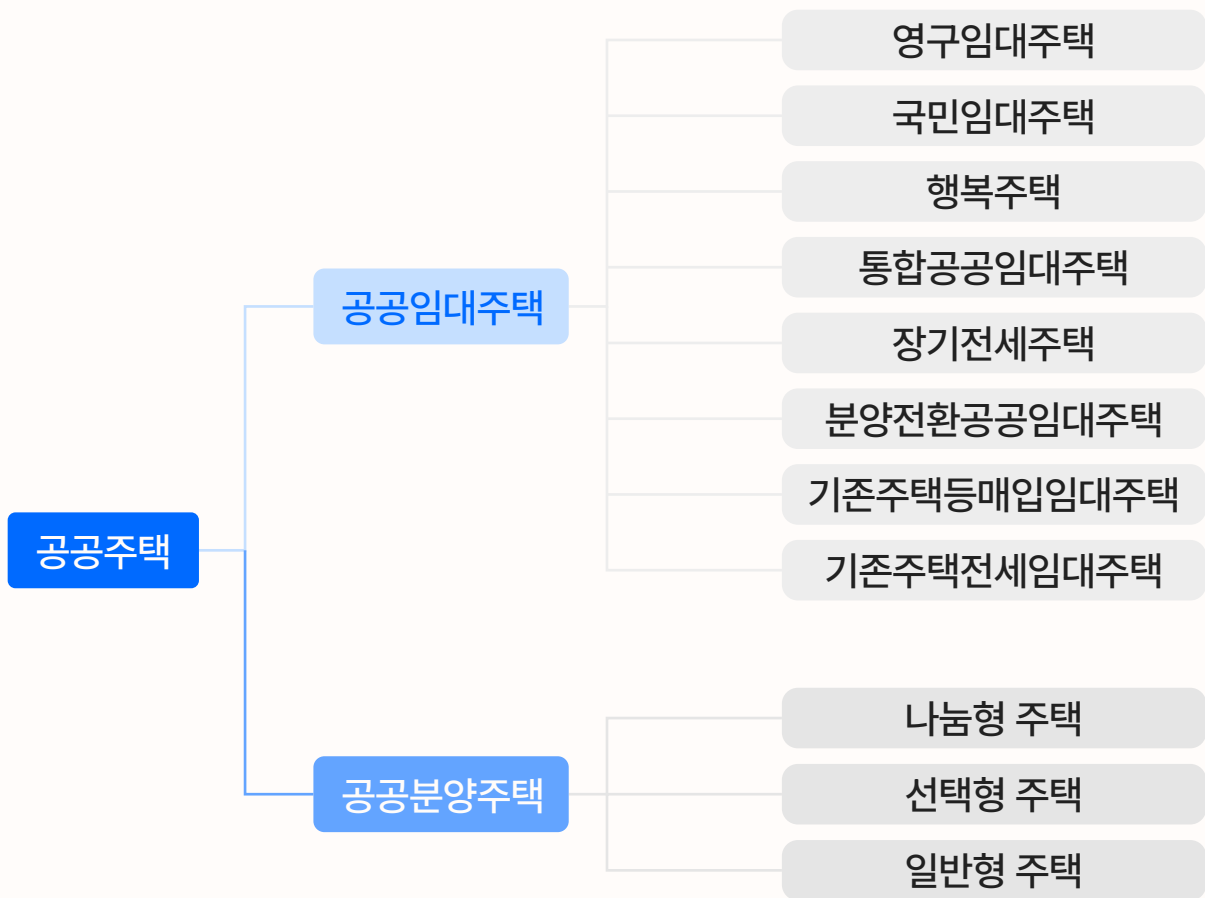 공공주택
공공임대주택
영구임대주택
국민임대주택
행복주택
통합공공임대주택
장기전세주택
분양전환공공임대주택
기존주택등매입임대주택
기존주택전세임대주택
공공분양주택
나눔형 주택
선택형 주택
일반형 주택